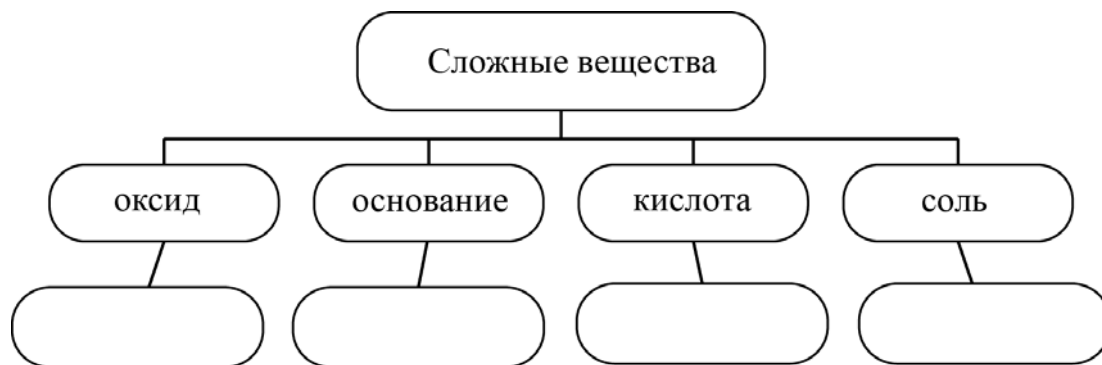 Сложные вещества
оксид
основание
кислота
соль